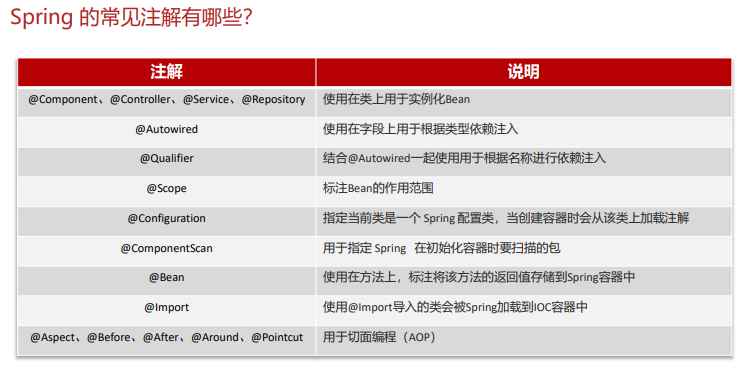 Spring 的常见注解有哪些?
注解 说明
@Component、@Controller、@Service、@Repository 使用在类上用于实例化Bean
@Autowired 使用在字段上用于根据类型依赖注入
@Qualifier 结合@Autowired一起使用用于根据名称进行依赖注入
@Scope 标注Bean的作用范围
@Configuration 指定当前类是一个 Spring 配置类，当创建容器时会从该类上加载注解
@ComponentScan 用于指定 Spring 在初始化容器时要扫描的包
@Bean 使用在方法上，标注将该方法的返回值存储到Spring容器中
@Import 使用@Import导入的类会被Spring加载到IOC容器中
@Aspect、@Before、@After、@Around、@Pointcut 用于切面编程（AOP）